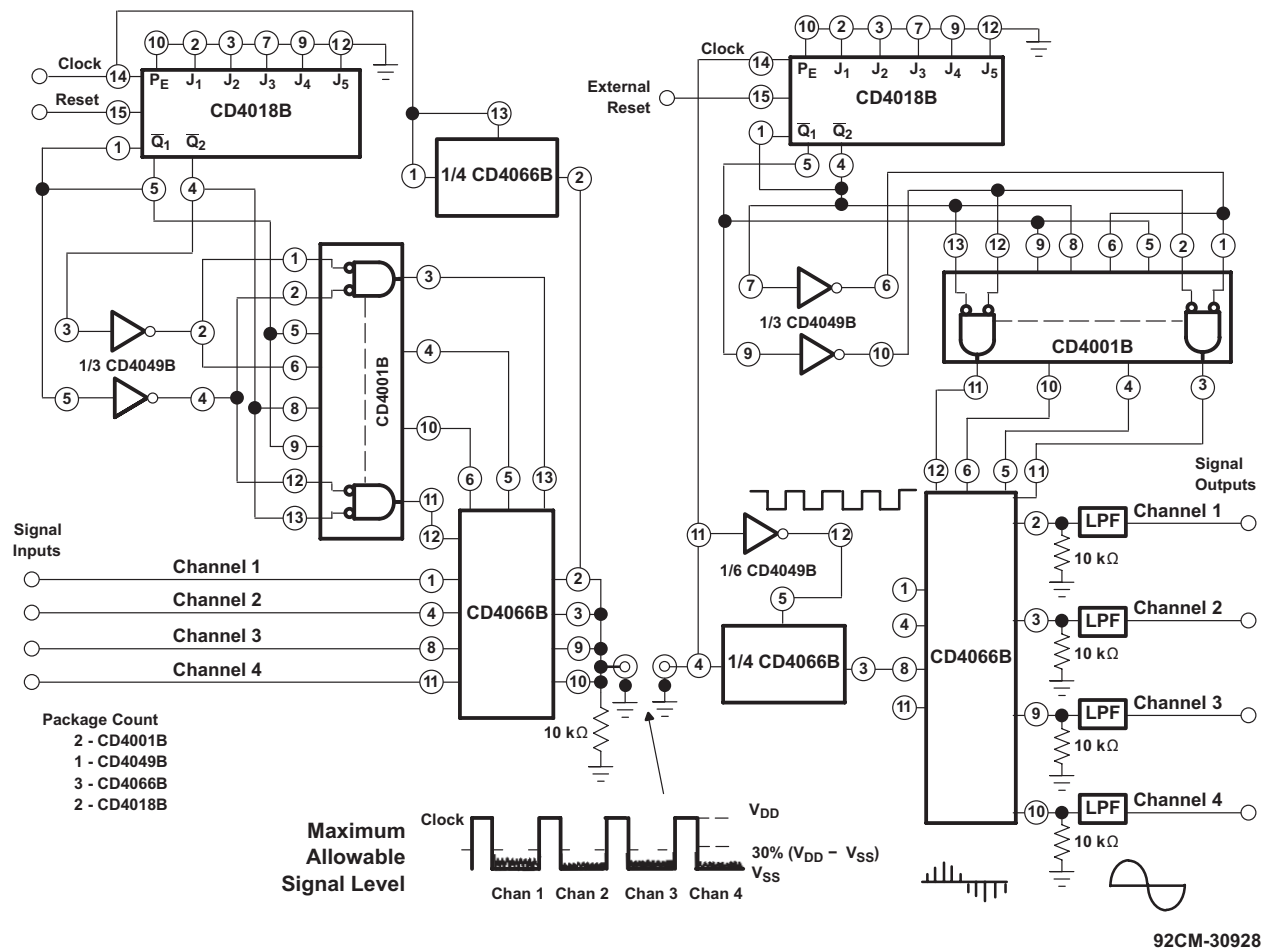 10 2 3 7 9 12
Clock 14
P_E J_1 J_2 J_3 J_4 J_5
Reset 15
CD4018B
1
Q̅_1 Q̅_2
5 4
13
1 1/4 CD4066B 2
1
2
3 2
1/3 CD4049B
5 4
5
6
8
9
12
13
CD4001B
3
4
10
11
12
6 5 13
Signal
Inputs
Channel 1
Channel 2
Channel 3
Channel 4
1
4
8
11
CD4066B
2
3
9
10
10 kΩ
Package Count
2 - CD4001B
1 - CD4049B
3 - CD4066B
2 - CD4018B
Maximum
Allowable
Signal Level
Clock
V_DD
30% (V_DD − V_SS)
V_SS
Chan 1 Chan 2 Chan 3 Chan 4
10 2 3 7 9 12
Clock 14
P_E J_1 J_2 J_3 J_4 J_5
External
Reset
15
CD4018B
1
Q̅_1 Q̅_2
5 4
7 6
1/3 CD4049B
9 10
13 12 9 8 6 5 2 1
CD4001B
11 10 4 3
12 6 5 11
11 12
1/6 CD4049B
5
4 1/4 CD4066B 3
1
4
8
11
CD4066B
2
3
9
10
Signal
Outputs
LPF Channel 1
10 kΩ
LPF Channel 2
10 kΩ
LPF Channel 3
10 kΩ
LPF Channel 4
10 kΩ
92CM-30928